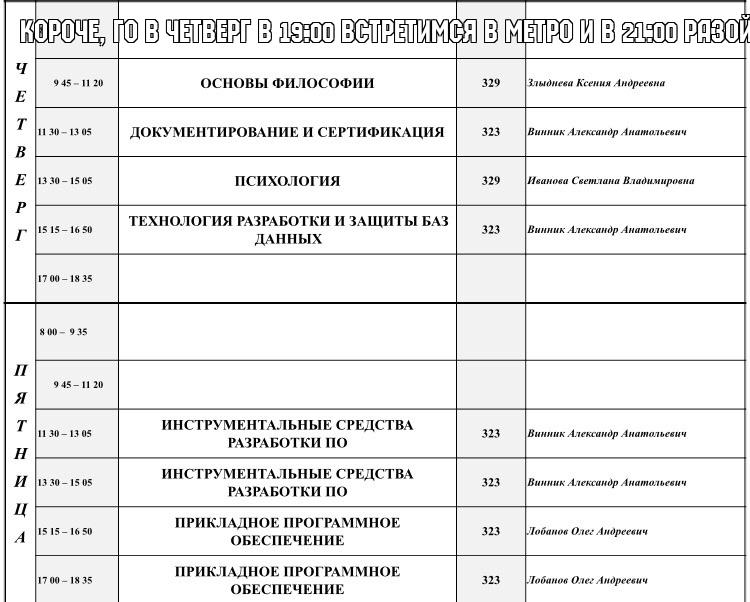 КОРОЧЕ, ГО В ЧЕТВЕРГ В 19:00 ВСТРЕТИМСЯ В МЕТРО И В 21:00 РАЗОЙ
ЧЕТВЕРГ
9 45 – 11 20 ОСНОВЫ ФИЛОСОФИИ 329 Злыднева Ксения Андреевна
11 30 – 13 05 ДОКУМЕНТИРОВАНИЕ И СЕРТИФИКАЦИЯ 323 Винник Александр Анатольевич
13 30 – 15 05 ПСИХОЛОГИЯ 329 Иванова Светлана Владимировна
15 15 – 16 50 ТЕХНОЛОГИЯ РАЗРАБОТКИ И ЗАЩИТЫ БАЗ
ДАННЫХ 323 Винник Александр Анатольевич
17 00 – 18 35
ПЯТНИЦА
8 00 – 9 35
9 45 – 11 20
11 30 – 13 05 ИНСТРУМЕНТАЛЬНЫЕ СРЕДСТВА
РАЗРАБОТКИ ПО 323 Винник Александр Анатольевич
13 30 – 15 05 ИНСТРУМЕНТАЛЬНЫЕ СРЕДСТВА
РАЗРАБОТКИ ПО 323 Винник Александр Анатольевич
15 15 – 16 50 ПРИКЛАДНОЕ ПРОГРАММНОЕ
ОБЕСПЕЧЕНИЕ 323 Лобанов Олег Андреевич
17 00 – 18 35 ПРИКЛАДНОЕ ПРОГРАММНОЕ
ОБЕСПЕЧЕНИЕ 323 Лобанов Олег Андреевич